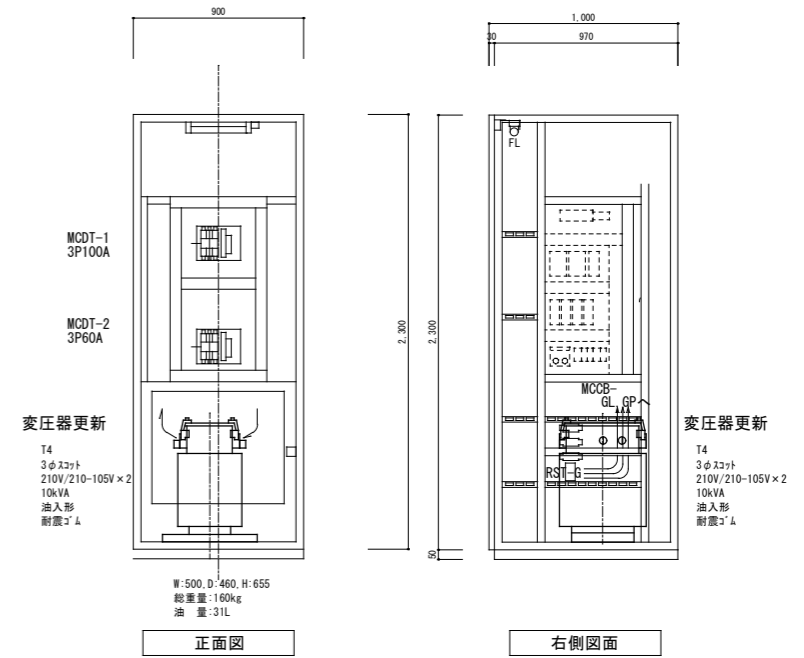 900
1,000
30
970
FL
MCDT-1
3P100A
MCDT-2
3P60A
2,300
2,300
MCCB-
GL GP へ
RST-G
変圧器更新
T4
3φスコット
210V/210-105V×2
10kVA
油入形
耐震ゴム
変圧器更新
T4
3φスコット
210V/210-105V×2
10kVA
油入形
耐震ゴム
50
W:500, D:460, H:655
総重量:160kg
油 量:31L
正面図
右側図面